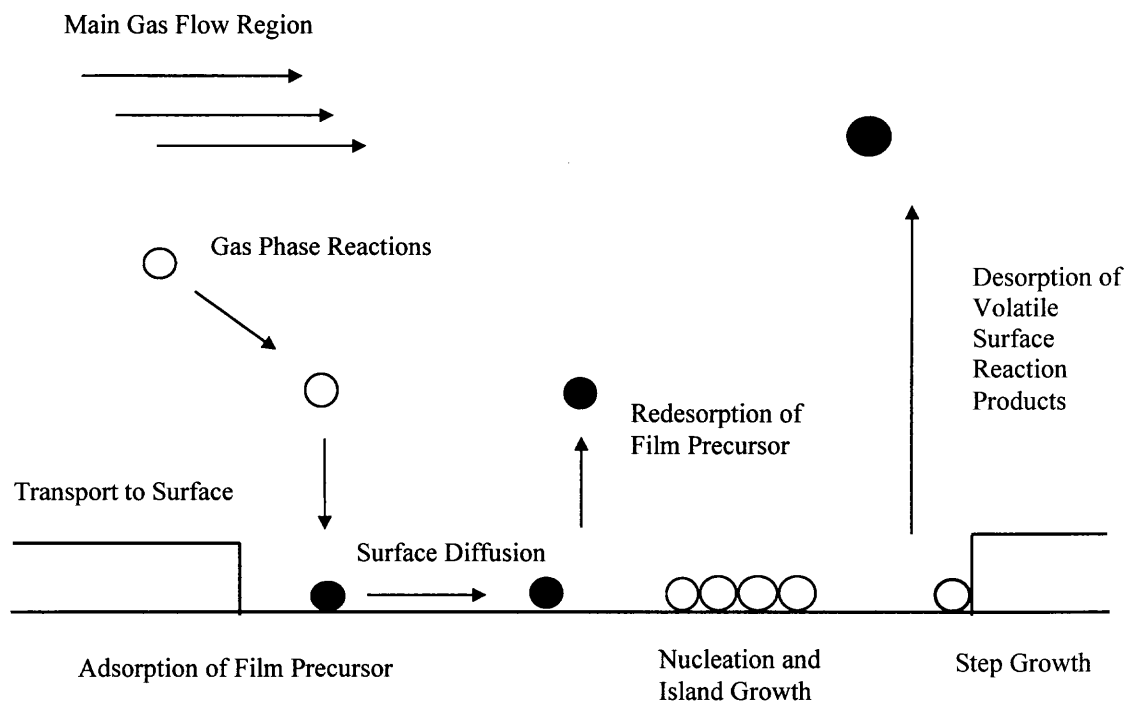 Main Gas Flow Region
Gas Phase Reactions
Desorption of
Volatile
Surface
Reaction
Products
Redesorption of
Film Precursor
Transport to Surface
Surface Diffusion
Adsorption of Film Precursor
Nucleation and
Island Growth
Step Growth